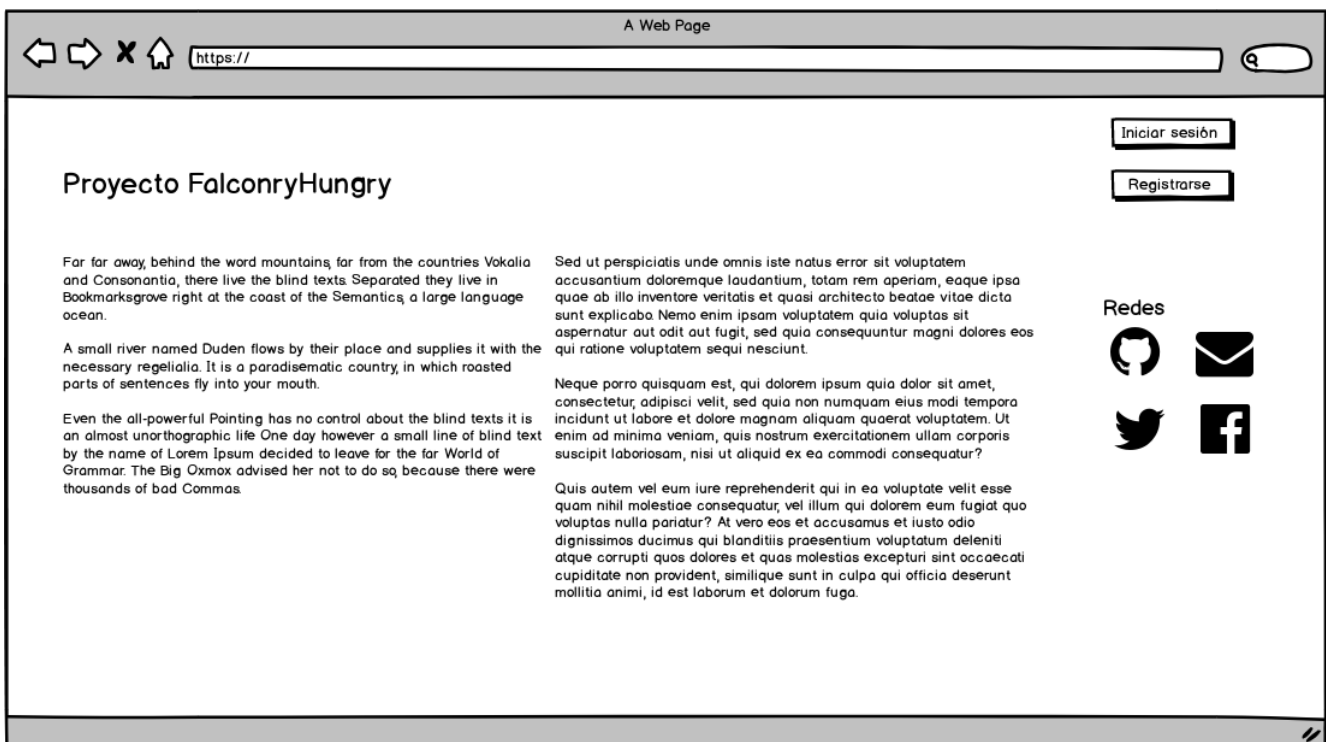 A Web Page
https://
Iniciar sesión
Proyecto FalconryHungry
Registrarse
Far far away, behind the word mountains, far from the countries Vokalia
and Consonantia, there live the blind texts. Separated they live in
Bookmarksgrove right at the coast of the Semantics, a large language
ocean.
A small river named Duden flows by their place and supplies it with the
necessary regelialia. It is a paradisematic country, in which roasted
parts of sentences fly into your mouth.
Even the all-powerful Pointing has no control about the blind texts it is
an almost unorthographic life One day however a small line of blind text
by the name of Lorem Ipsum decided to leave for the far World of
Grammar. The Big Oxmox advised her not to do so, because there were
thousands of bad Commas.
Sed ut perspiciatis unde omnis iste natus error sit voluptatem
accusantium doloremque laudantium, totam rem aperiam, eaque ipsa
quae ab illo inventore veritatis et quasi architecto beatae vitae dicta
sunt explicabo. Nemo enim ipsam voluptatem quia voluptas sit
aspernatur aut odit aut fugit, sed quia consequuntur magni dolores eos
qui ratione voluptatem sequi nesciunt.
Neque porro quisquam est, qui dolorem ipsum quia dolor sit amet,
consectetur, adipisci velit, sed quia non numquam eius modi tempora
incidunt ut labore et dolore magnam aliquam quaerat voluptatem. Ut
enim ad minima veniam, quis nostrum exercitationem ullam corporis
suscipit laboriosam, nisi ut aliquid ex ea commodi consequatur?
Quis autem vel eum iure reprehenderit qui in ea voluptate velit esse
quam nihil molestiae consequatur, vel illum qui dolorem eum fugiat quo
voluptas nulla pariatur? At vero eos et accusamus et iusto odio
dignissimos ducimus qui blanditiis praesentium voluptatum deleniti
atque corrupti quos dolores et quas molestias excepturi sint occaecati
cupiditate non provident, similique sunt in culpa qui officia deserunt
mollitia animi, id est laborum et dolorum fuga.
Redes